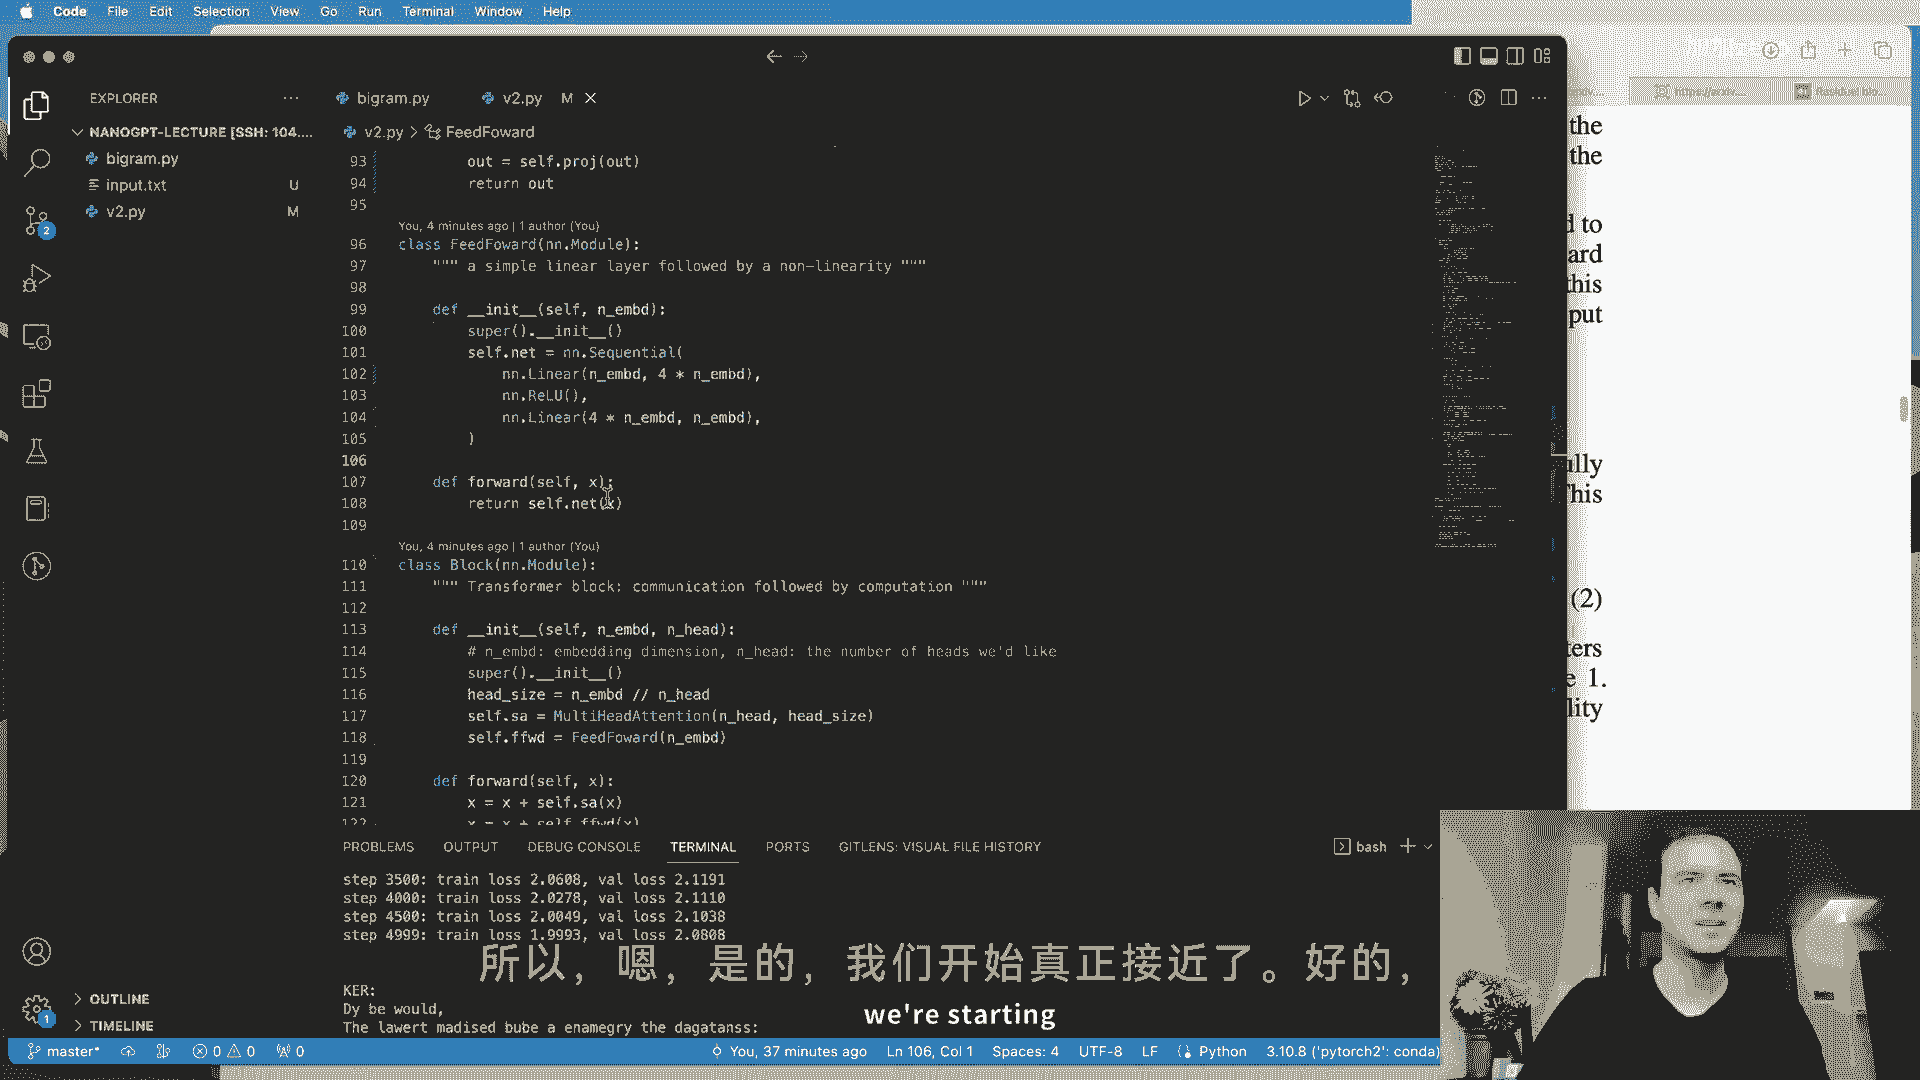 Code File Edit Selection View Go Run Terminal Window Help
EXPLORER
bigram.py
v2.py M
NANOGPT-LECTURE [SSH: 104....
bigram.py
input.txt U
v2.py M
2
v2.py > FeedFoward
93 out = self.proj(out)
94 return out
95
You, 4 minutes ago | 1 author (You)
96 class FeedFoward(nn.Module):
97 """ a simple linear layer followed by a non-linearity """
98
99 def __init__(self, n_embd):
100 super().__init__()
101 self.net = nn.Sequential(
102 nn.Linear(n_embd, 4 * n_embd),
103 nn.ReLU(),
104 nn.Linear(4 * n_embd, n_embd),
105 )
106
107 def forward(self, x):
108 return self.net(x)
109
You, 4 minutes ago | 1 author (You)
110 class Block(nn.Module):
111 """ Transformer block: communication followed by computation """
112
113 def __init__(self, n_embd, n_head):
114 # n_embd: embedding dimension, n_head: the number of heads we'd like
115 super().__init__()
116 head_size = n_embd // n_head
117 self.sa = MultiHeadAttention(n_head, head_size)
118 self.ffwd = FeedFoward(n_embd)
119
120 def forward(self, x):
121 x = x + self.sa(x)
122 x = x + self.ffwd(x)
the
the
to
ard
this
put
lly
This
(2)
ters
1.
lity
PROBLEMS OUTPUT DEBUG CONSOLE TERMINAL PORTS GITLENS: VISUAL FILE HISTORY
bash
step 3500: train loss 2.0608, val loss 2.1191
step 4000: train loss 2.0278, val loss 2.1110
step 4500: train loss 2.0049, val loss 2.1038
step 4999: train loss 1.9993, val loss 2.0808
KER:
Dy be would,
The lawert madised bube a enamegry the dagatanss:
所以，嗯，是的，我们开始真正接近了。好的，
we're starting
OUTLINE
TIMELINE
1
master* 0 0 0 You, 37 minutes ago Ln 106, Col 1 Spaces: 4 UTF-8 LF Python 3.10.8 ('pytorch2': conda)